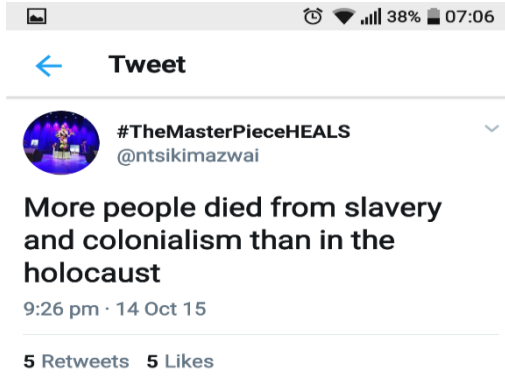 38% 07:06
Tweet
#TheMasterPieceHEALS
@ntsikimazwai
More people died from slavery
and colonialism than in the
holocaust
9:26 pm · 14 Oct 15
5 Retweets 5 Likes